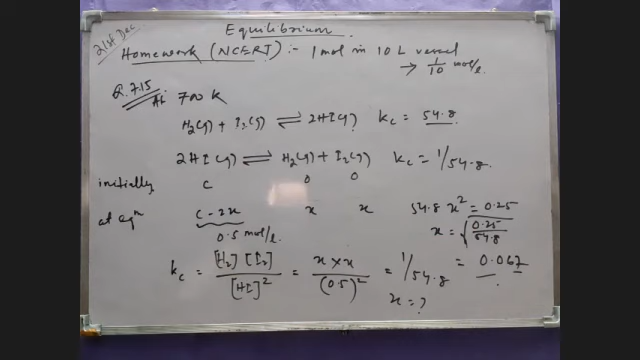 21st Dec
Equilibrium
Homework (NCERT) :- 1 mol in 10 L vessel
→ 1/10 mol/L
Q. 7.15
At 700 K
H₂(g) + I₂(g) ⇌ 2HI(g) Kc = 54.8
2HI(g) ⇌ H₂(g) + I₂(g) Kc = 1/54.8
initially C 0 0
at eqⁿ C - 2x x x
0.5 mol/L
54.8 x² = 0.25
x = √(0.25/54.8)
= 0.067
Kc = [H₂][I₂]/[HI]² = x × x/(0.5)² = 1/54.8
x = ?